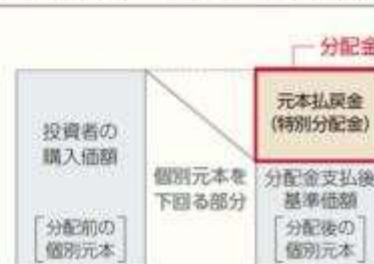 分配金
元本払戻金
(特別分配金)
投資者の
購入価額
個別元本を
下回る部分
分配金支払後
基準価額
[分配前の
個別元本]
[分配後の
個別元本]